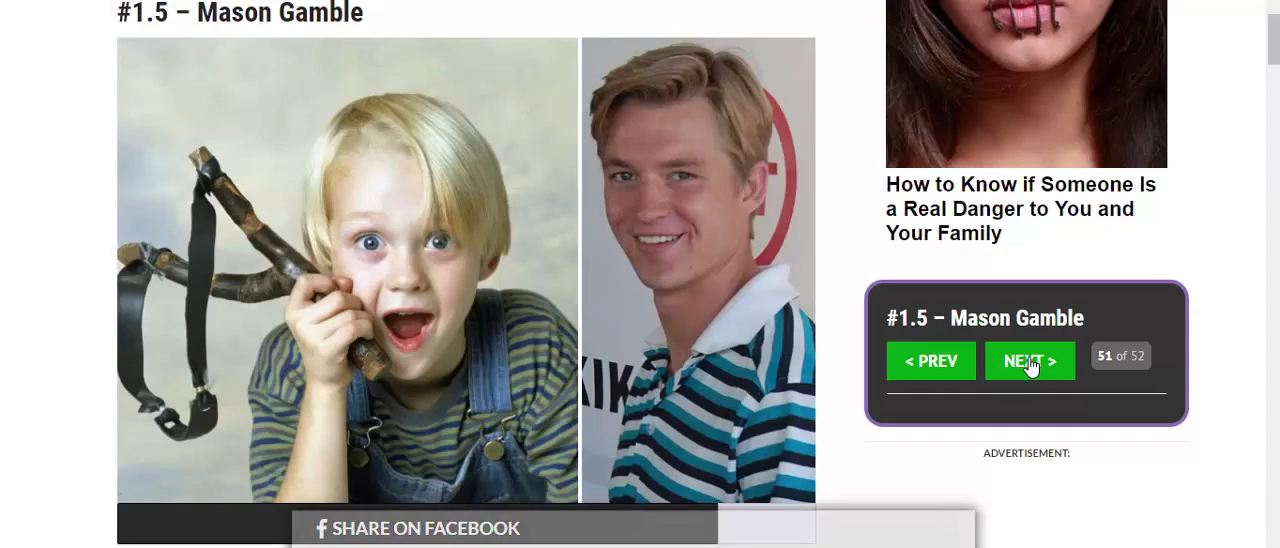 #1.5 – Mason Gamble
How to Know if Someone Is
a Real Danger to You and
Your Family
#1.5 – Mason Gamble
< PREV
NEXT >
51 of 52
ADVERTISEMENT:
SHARE ON FACEBOOK